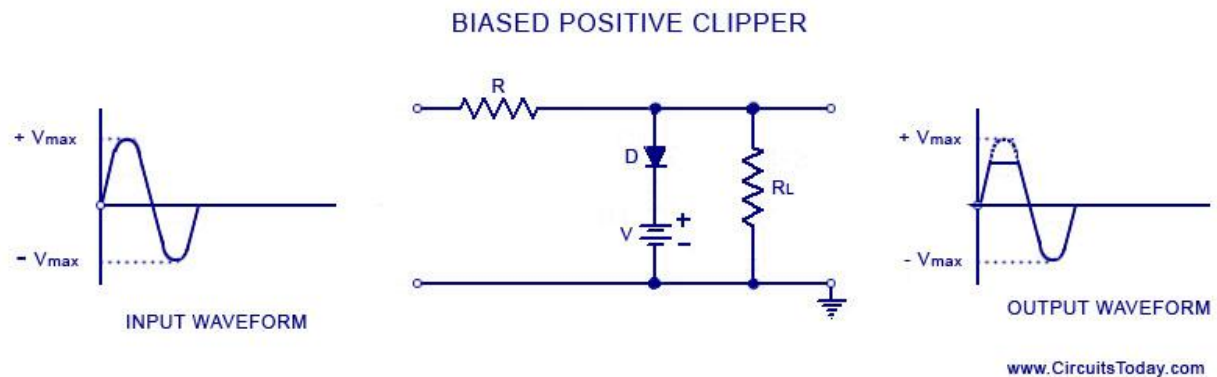 BIASED POSITIVE CLIPPER
+ Vmax
- Vmax
INPUT WAVEFORM
R
D
V
+
-
RL
+ Vmax
- Vmax
OUTPUT WAVEFORM
www.CircuitsToday.com